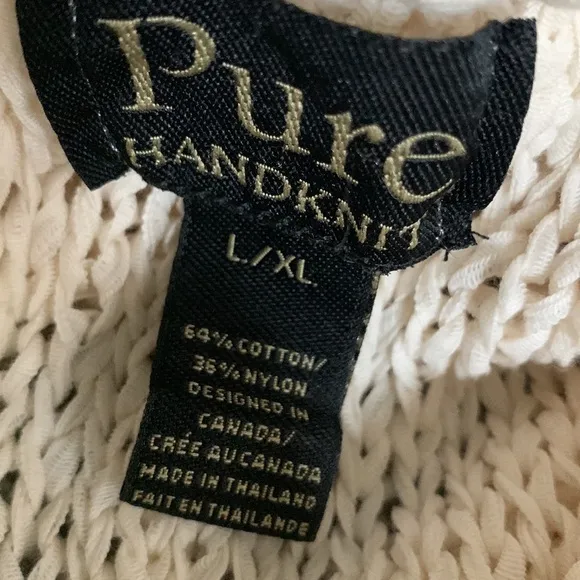 Pure
HANDKNIT
L/XL
64% COTTON/
36% NYLON
DESIGNED IN
CANADA/
CRÉE AU CANADA
MADE IN THAILAND
FAIT EN THAILANDE